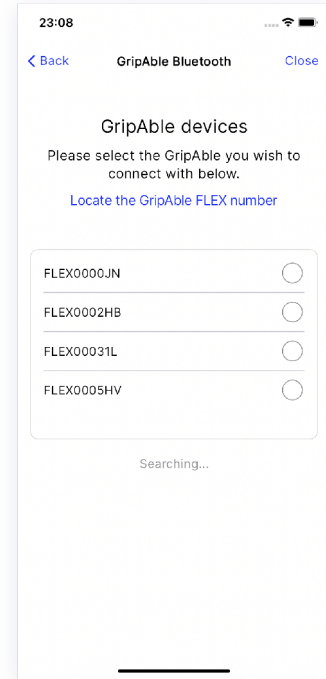 23:08
Back GripAble Bluetooth Close
GripAble devices
Please select the GripAble you wish to
connect with below.
Locate the GripAble FLEX number
FLEX0000JN
FLEX0002HB
FLEX00031L
FLEX0005HV
Searching...